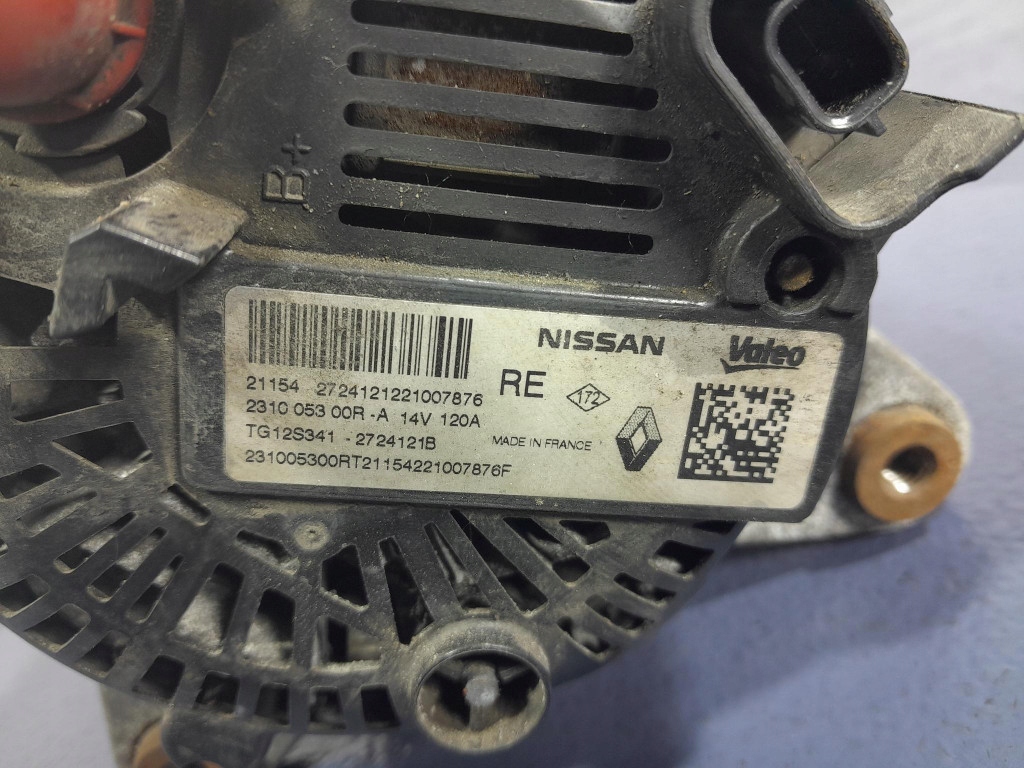 B+
NISSAN
Valeo
21154 2724121221007876
RE
172
2310 053 00R -A 14V 120A
TG12S341 - 2724121B
MADE IN FRANCE
231005300RT21154221007876F